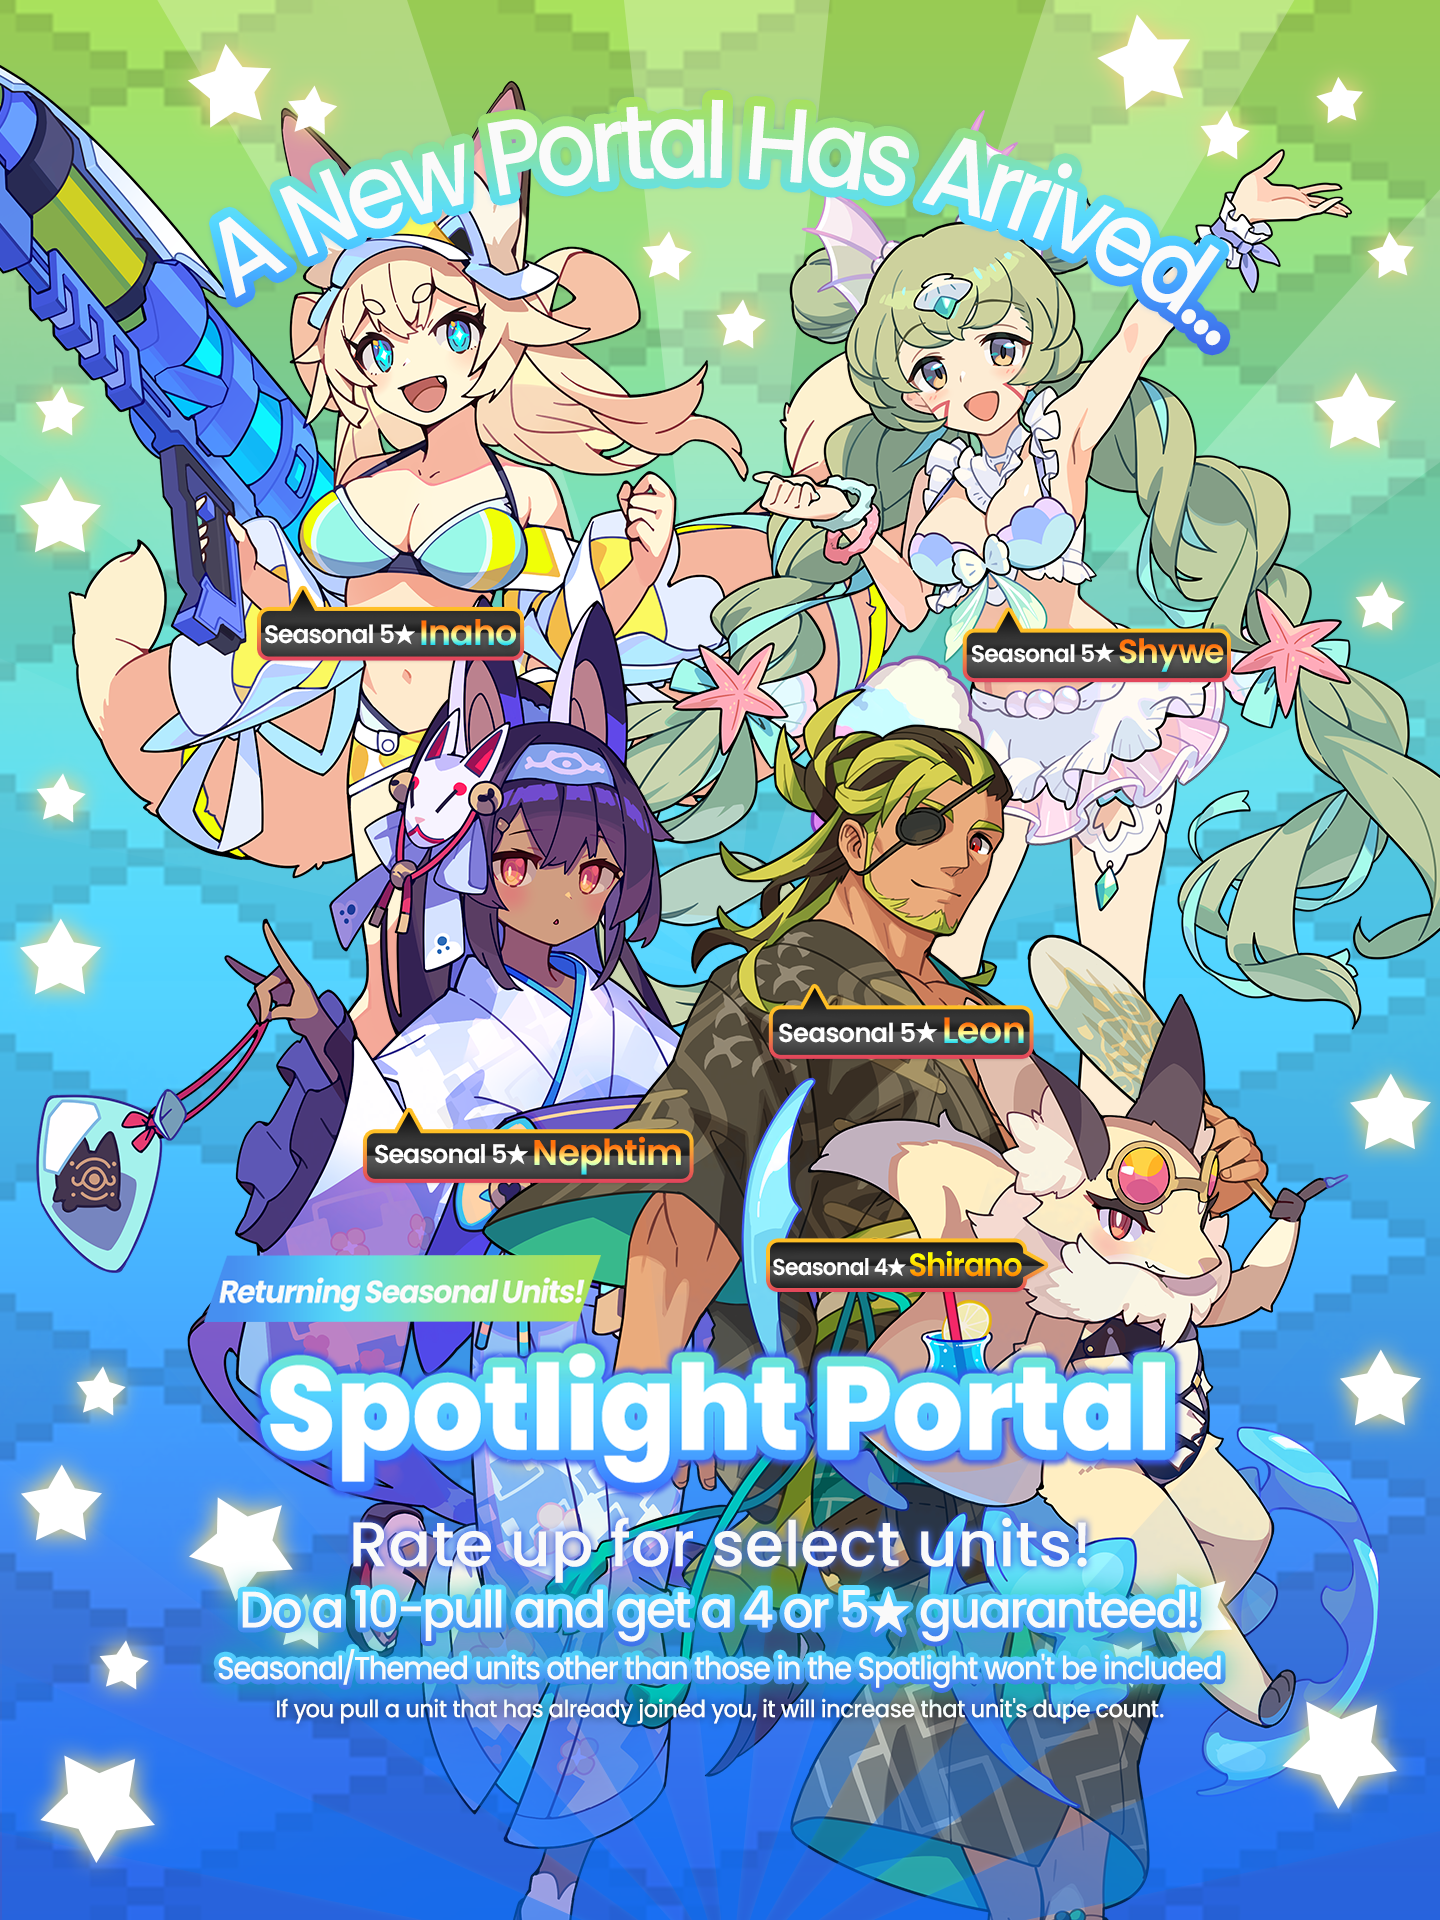 A New Portal Has Arrived...
Seasonal 5★ Inaho
Seasonal 5★ Shywe
Seasonal 5★ Leon
Seasonal 5★ Nephtim
Seasonal 4★ Shirano
Returning Seasonal Units!
Spotlight Portal
Rate up for select units!
Do a 10-pull and get a 4 or 5★ guaranteed!
Seasonal/Themed units other than those in the Spotlight won't be included
If you pull a unit that has already joined you, it will increase that unit's dupe count.